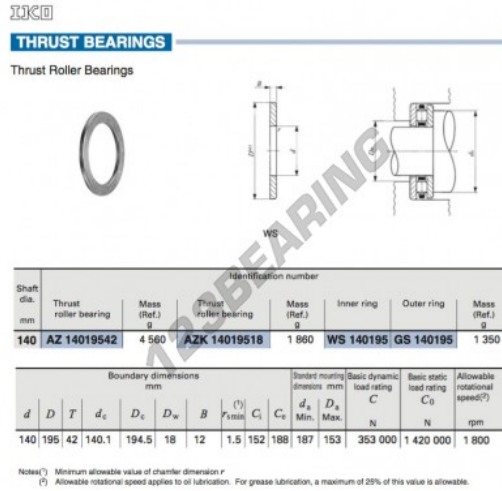 IKO
THRUST BEARINGS
Thrust Roller Bearings
B
r
D
d
WS
123BEARING
Identification number
Shaft dia. mm | Thrust roller bearing | Mass (Ref.) g | Thrust roller bearing | Mass (Ref.) g | Inner ring | Outer ring | Mass (Ref.) g
140 | AZ 14019542 | 4 560 | AZK 14019518 | 1 860 | WS 140195 | GS 140195 | 1 350
Boundary dimensions mm | Standard mounting dimensions mm | Basic dynamic load rating C N | Basic static load rating C0 N | Allowable rotational speed(2) rpm
d | D | T | dc | Dc | Dw | B | rs min(1) | Ci | Ce | da Min. | Da Max.
140 | 195 | 42 | 140.1 | 194.5 | 18 | 12 | 1.5 | 152 | 188 | 187 | 153 | 353 000 | 1 420 000 | 1 800
Notes(1) Minimum allowable value of chamfer dimension r
(2) Allowable rotational speed applies to oil lubrication. For grease lubrication, a maximum of 25% of this value is allowable.